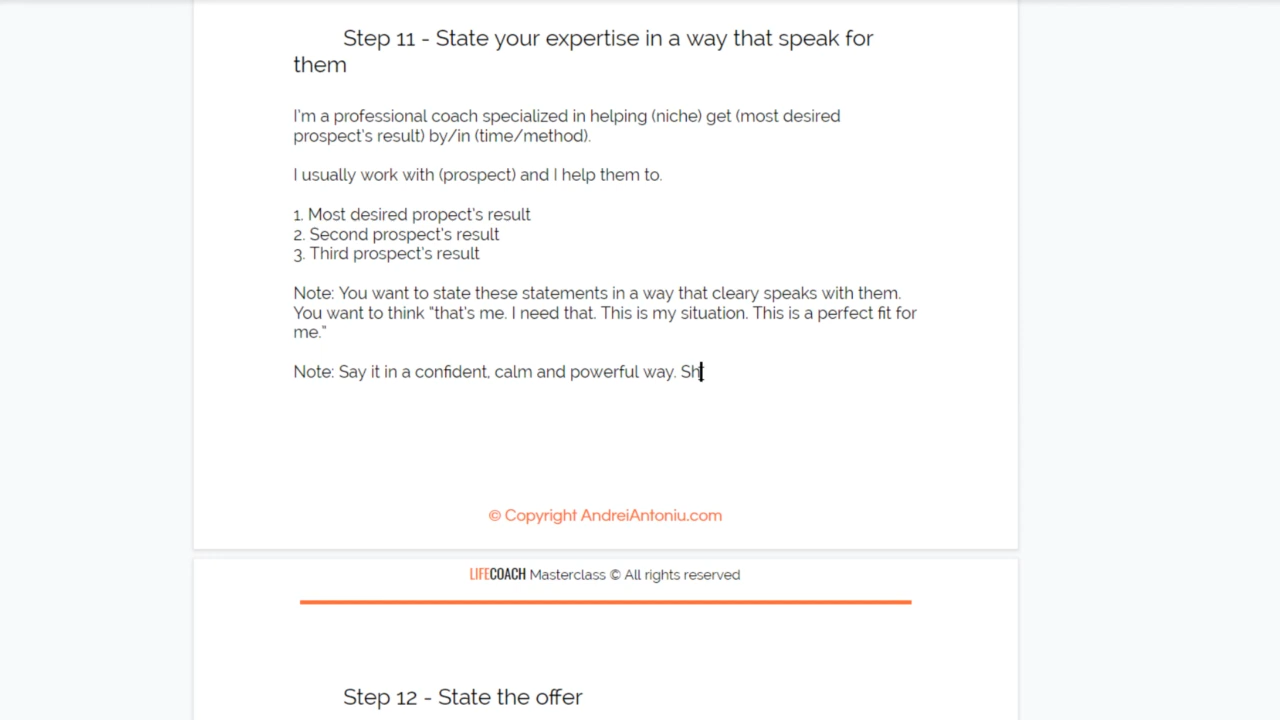 Step 11 - State your expertise in a way that speak for
them
I'm a professional coach specialized in helping (niche) get (most desired
prospect's result) by/in (time/method).
I usually work with (prospect) and I help them to.
1. Most desired propect's result
2. Second prospect's result
3. Third prospect's result
Note: You want to state these statements in a way that cleary speaks with them.
You want to think “that's me. I need that. This is my situation. This is a perfect fit for
me.”
Note: Say it in a confident, calm and powerful way. Sh
© Copyright AndreiAntoniu.com
LIFECOACH Masterclass © All rights reserved
Step 12 - State the offer